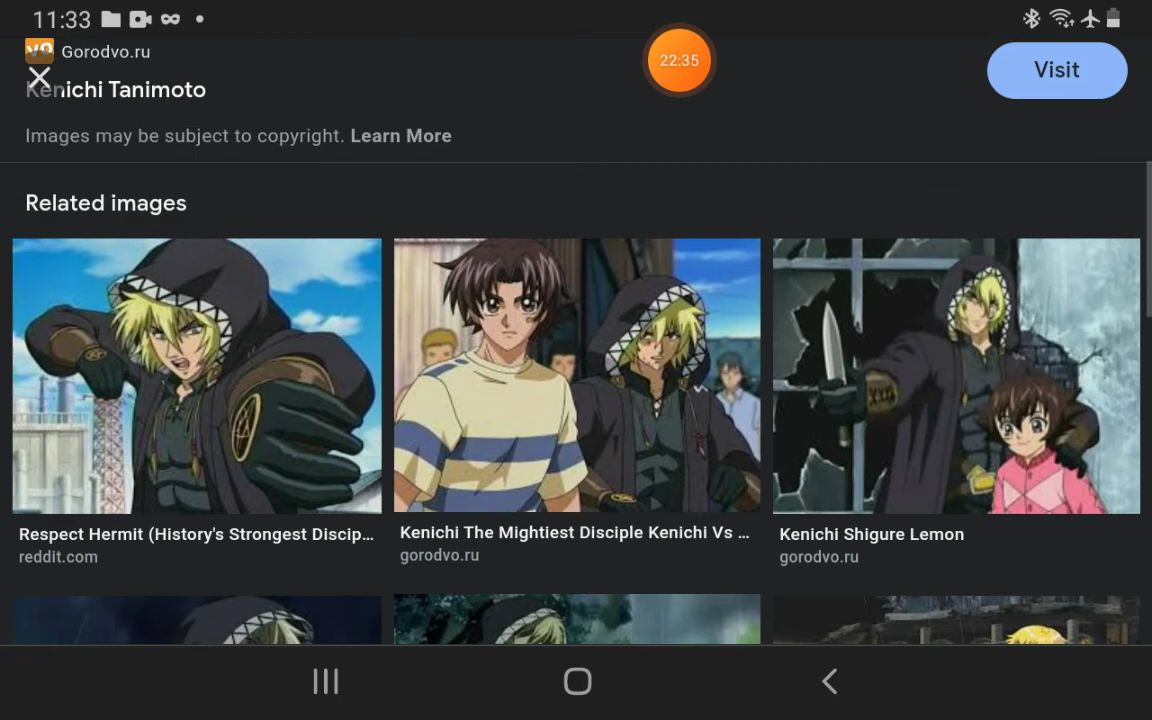 11:33
22:35
Gorodvo.ru
Kenichi Tanimoto
Visit
Images may be subject to copyright. Learn More
Related images
Respect Hermit (History's Strongest Discip...
reddit.com
Kenichi The Mightiest Disciple Kenichi Vs ...
gorodvo.ru
Kenichi Shigure Lemon
gorodvo.ru